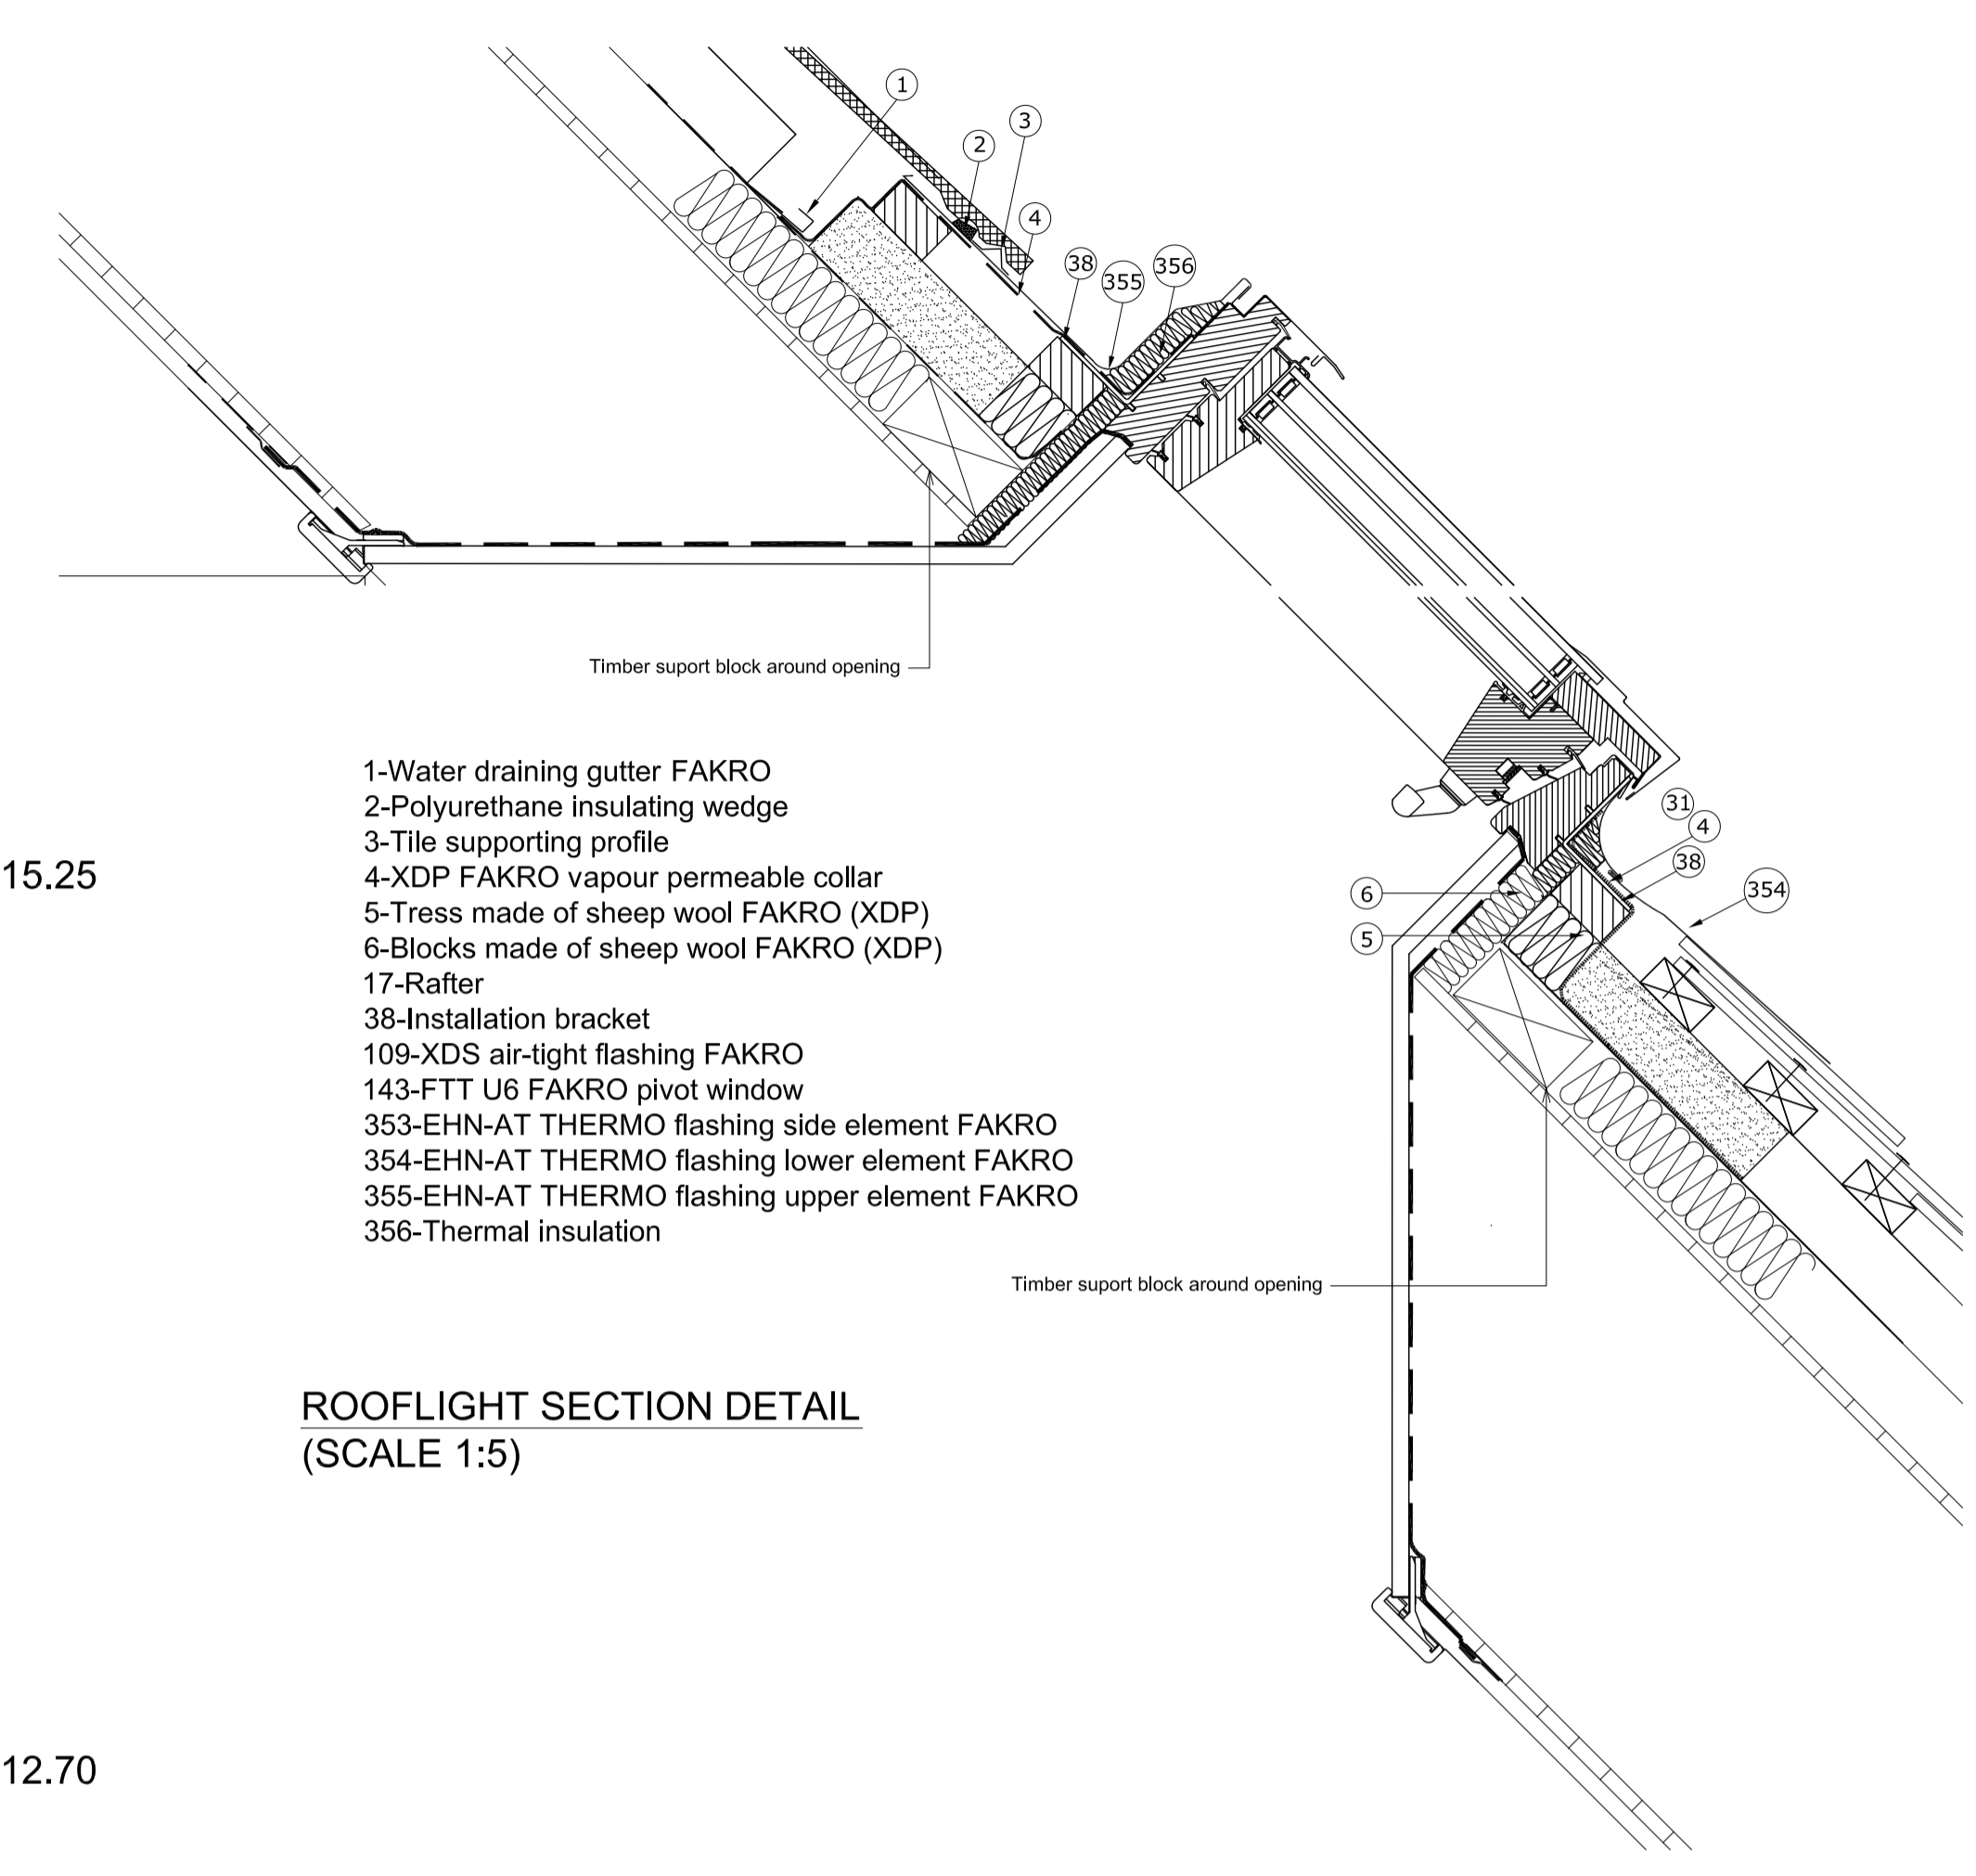 1
3
2
4
38
355
356
Timber suport block around opening
1-Water draining gutter FAKRO
2-Polyurethane insulating wedge
3-Tile supporting profile
4-XDP FAKRO vapour permeable collar
5-Tress made of sheep wool FAKRO (XDP)
6-Blocks made of sheep wool FAKRO (XDP)
17-Rafter
38-Installation bracket
109-XDS air-tight flashing FAKRO
143-FTT U6 FAKRO pivot window
353-EHN-AT THERMO flashing side element FAKRO
354-EHN-AT THERMO flashing lower element FAKRO
355-EHN-AT THERMO flashing upper element FAKRO
356-Thermal insulation
15.25
31
4
38
354
6
5
Timber suport block around opening
ROOFLIGHT SECTION DETAIL
(SCALE 1:5)
12.70